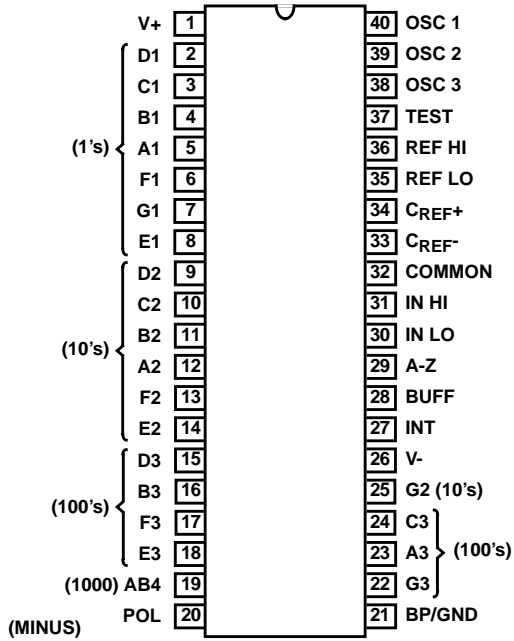 V+ 1 40 OSC 1
D1 2 39 OSC 2
C1 3 38 OSC 3
B1 4 37 TEST
(1's) A1 5 36 REF HI
F1 6 35 REF LO
G1 7 34 CREF+
E1 8 33 CREF-
D2 9 32 COMMON
C2 10 31 IN HI
(10's) B2 11 30 IN LO
A2 12 29 A-Z
F2 13 28 BUFF
E2 14 27 INT
D3 15 26 V-
(100's) B3 16 25 G2 (10's)
F3 17 24 C3
E3 18 23 A3 (100's)
(1000) AB4 19 22 G3
(MINUS) POL 20 21 BP/GND